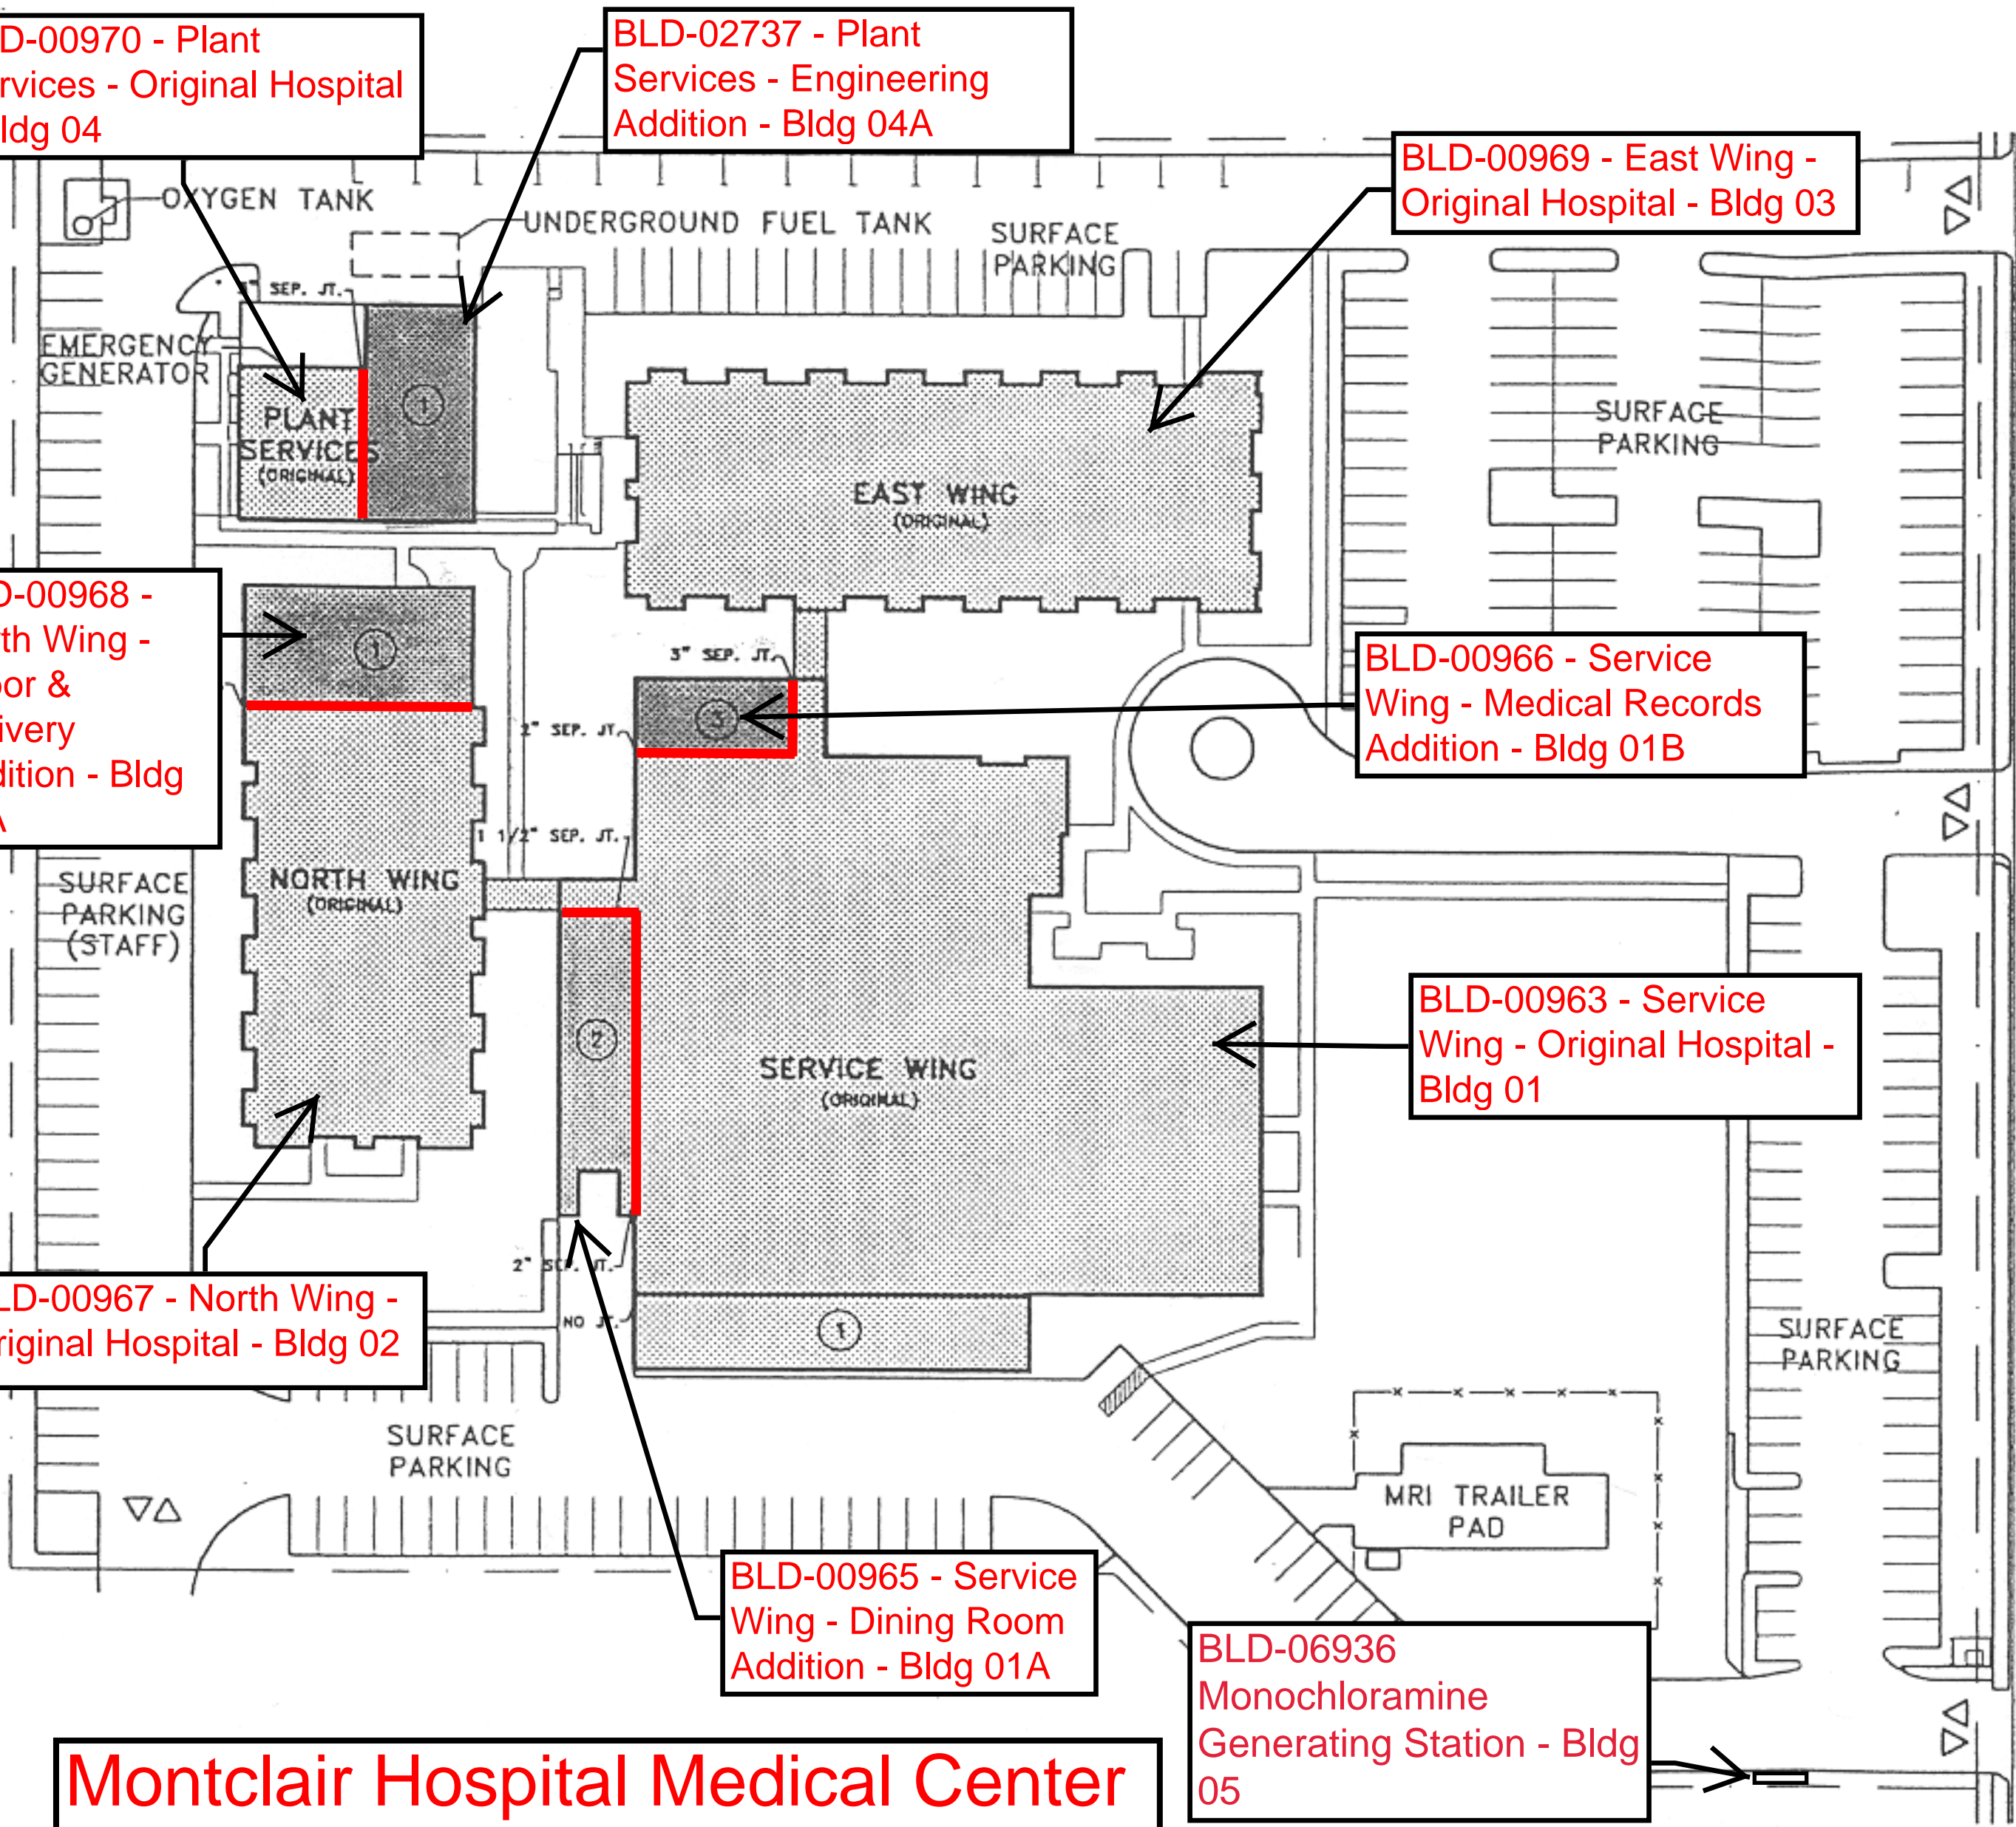 D-00970 - Plant
rvices - Original Hospital
ldg 04
BLD-02737 - Plant
Services - Engineering
Addition - Bldg 04A
BLD-00969 - East Wing -
Original Hospital - Bldg 03
OXYGEN TANK
UNDERGROUND FUEL TANK
SURFACE
PARKING
SEP. JT.
EMERGENCY
GENERATOR
PLANT
SERVICES
(ORIGINAL)
1
EAST WING
(ORIGINAL)
SURFACE
PARKING
D-00968 -
rth Wing -
oor &
ivery
dition - Bldg
A
1
3" SEP. JT.
2" SEP. JT.
3
BLD-00966 - Service
Wing - Medical Records
Addition - Bldg 01B
1 1/2" SEP. JT.
SURFACE
PARKING
(STAFF)
NORTH WING
(ORIGINAL)
2
SERVICE WING
(ORIGINAL)
BLD-00963 - Service
Wing - Original Hospital -
Bldg 01
2" SEP. JT.
NO JT.
1
LD-00967 - North Wing -
riginal Hospital - Bldg 02
SURFACE
PARKING
SURFACE
PARKING
MRI TRAILER
PAD
BLD-00965 - Service
Wing - Dining Room
Addition - Bldg 01A
BLD-06936
Monochloramine
Generating Station - Bldg
05
Montclair Hospital Medical Center